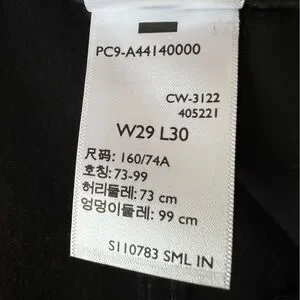 PC9-A44140000
CW-3122
405221
W29 L30
尺码: 160/74A
호칭: 73-99
허리둘레: 73 cm
엉덩이둘레: 99 cm
S110783 SML IN